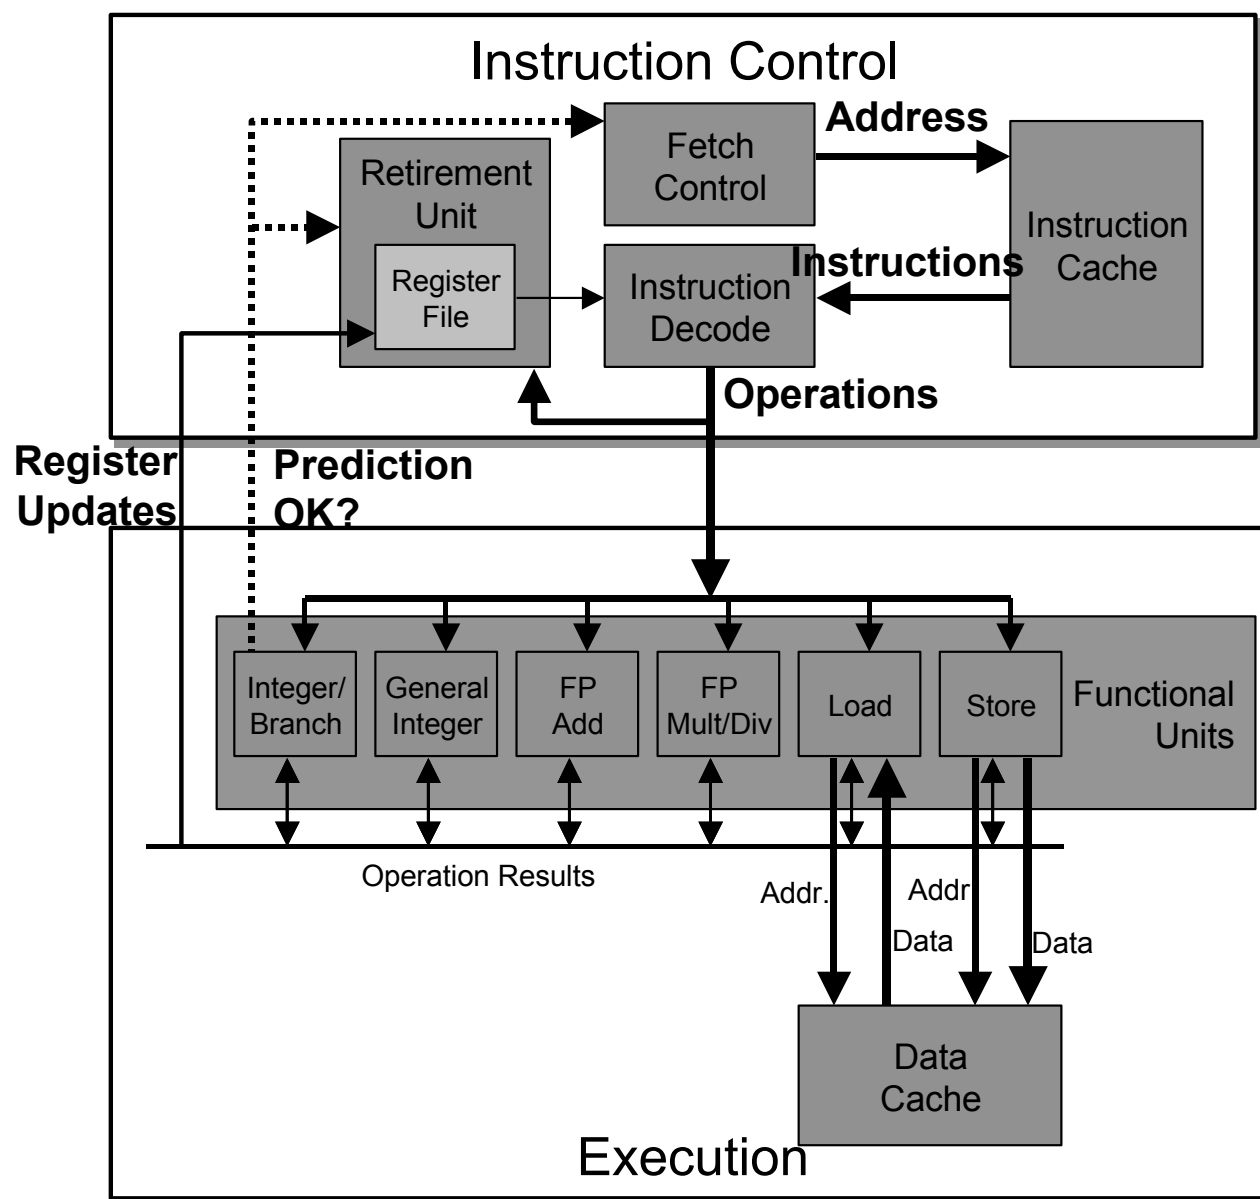 Instruction Control
Address
Fetch
Control
Retirement
Unit
Instruction
Cache
Instructions
Register
File
Instruction
Decode
Operations
Register
Updates
Prediction
OK?
Integer/
Branch
General
Integer
FP
Add
FP
Mult/Div
Load
Store
Functional
Units
Operation Results
Addr.
Addr
Data
Data
Data
Cache
Execution